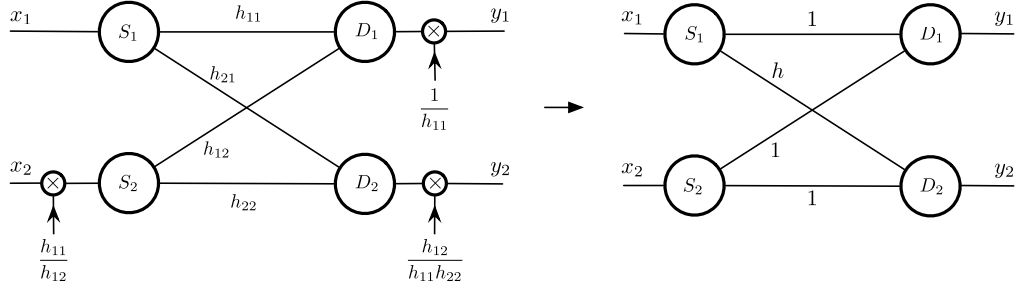 x₁ S₁ h₁₁ D₁ × y₁
h₂₁
1/h₁₁
h₁₂
x₂ × S₂ h₂₂ D₂ × y₂
h₁₁/h₁₂
h₁₂/h₁₁h₂₂
x₁ S₁ 1 D₁ y₁
h
1
x₂ S₂ 1 D₂ y₂